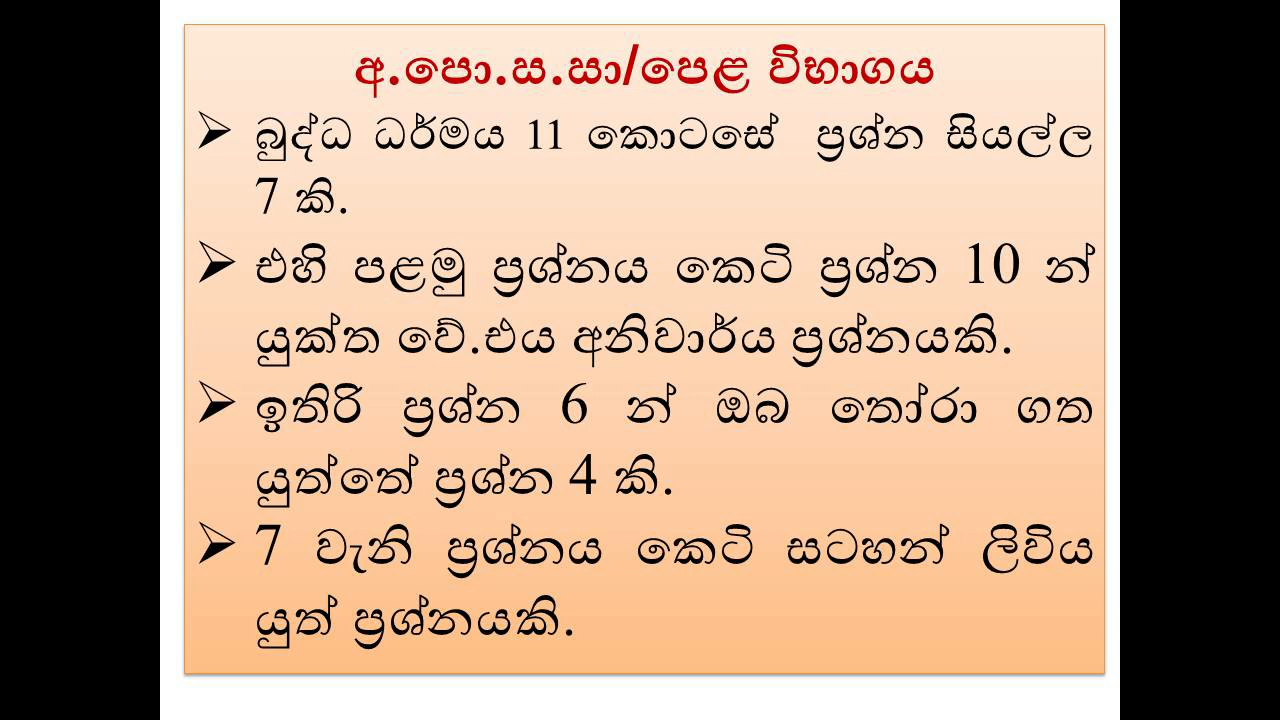 අ.පො.ස.සා/පෙළ විභාගය
➢ බුද්ධ ධර්මය 11 කොටසේ ප්‍රශ්න සියල්ල
7 කි.
➢ එහි පළමු ප්‍රශ්නය කෙටි ප්‍රශ්න 10 න්
යුක්ත වේ.එය අනිවාර්ය ප්‍රශ්නයකි.
➢ ඉතිරි ප්‍රශ්න 6 න් ඔබ තෝරා ගත
යුත්තේ ප්‍රශ්න 4 කි.
➢ 7 වැනි ප්‍රශ්නය කෙටි සටහන් ලිවිය
යුත් ප්‍රශ්නයකි.